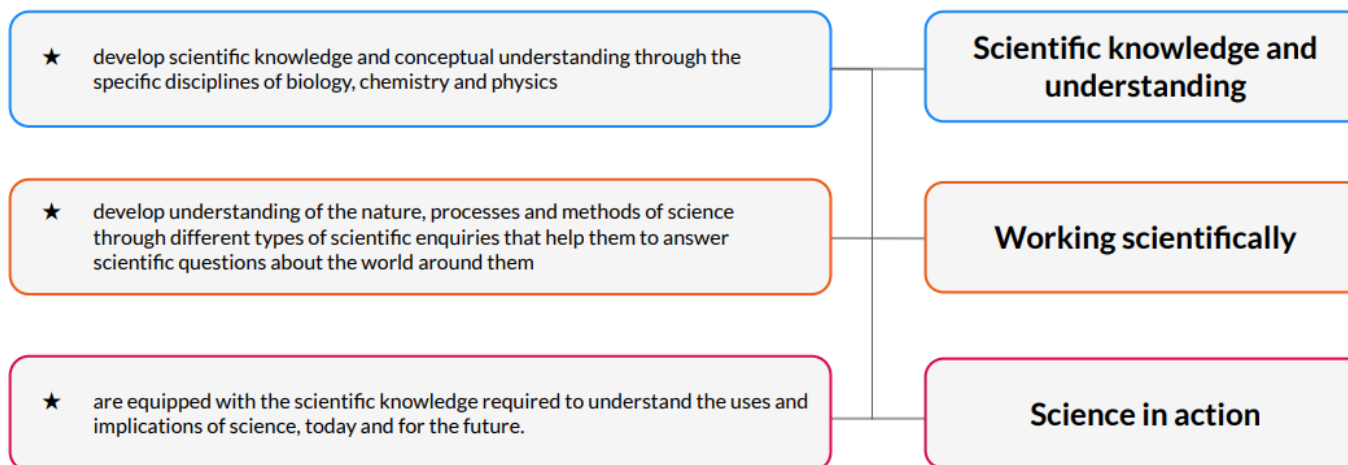 ★ develop scientific knowledge and conceptual understanding through the
specific disciplines of biology, chemistry and physics
Scientific knowledge and
understanding
★ develop understanding of the nature, processes and methods of science
through different types of scientific enquiries that help them to answer
scientific questions about the world around them
Working scientifically
★ are equipped with the scientific knowledge required to understand the uses and
implications of science, today and for the future.
Science in action